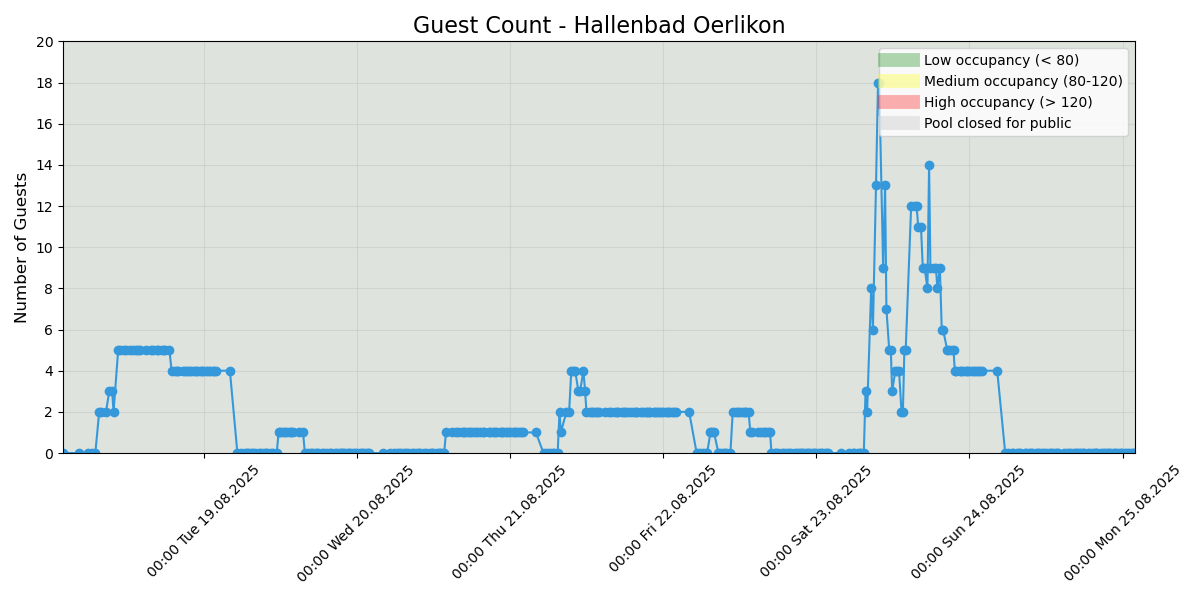 Guest Count - Hallenbad Oerlikon
Number of Guests
20
18
16
14
12
10
8
6
4
2
0
Low occupancy (< 80)
Medium occupancy (80-120)
High occupancy (> 120)
Pool closed for public
00:00 Tue 19.08.2025
00:00 Wed 20.08.2025
00:00 Thu 21.08.2025
00:00 Fri 22.08.2025
00:00 Sat 23.08.2025
00:00 Sun 24.08.2025
00:00 Mon 25.08.2025